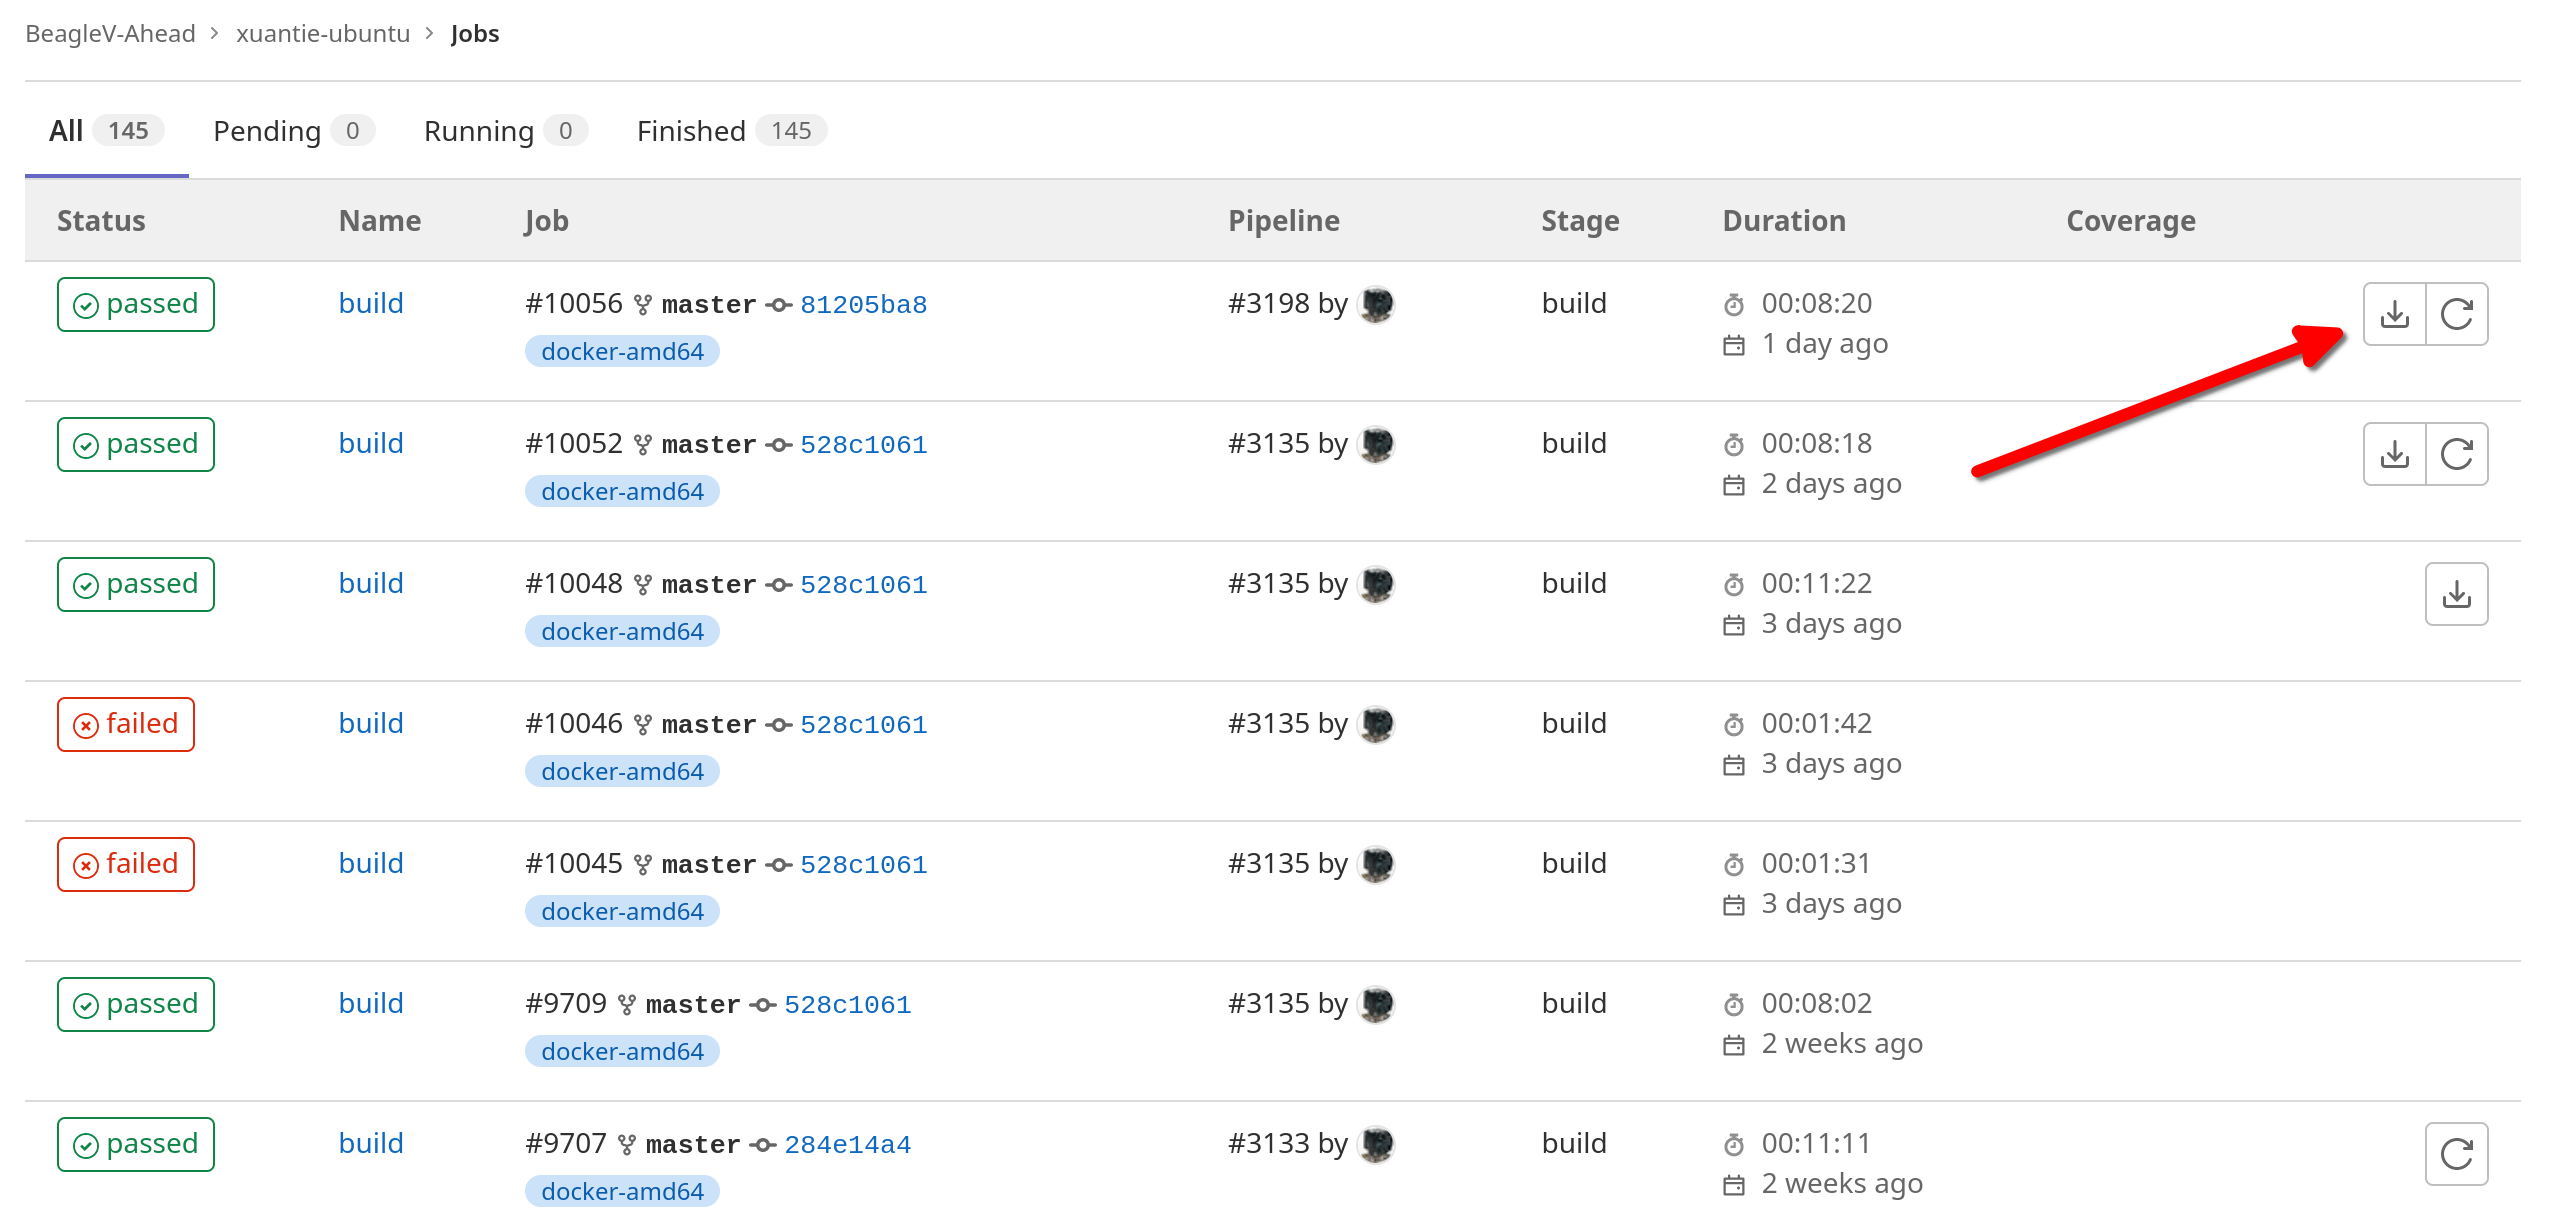 BeagleV-Ahead > xuantie-ubuntu > Jobs
All 145 Pending 0 Running 0 Finished 145
Status Name Job Pipeline Stage Duration Coverage
passed build #10056 master 81205ba8 #3198 by build 00:08:20
docker-amd64 1 day ago
passed build #10052 master 528c1061 #3135 by build 00:08:18
docker-amd64 2 days ago
passed build #10048 master 528c1061 #3135 by build 00:11:22
docker-amd64 3 days ago
failed build #10046 master 528c1061 #3135 by build 00:01:42
docker-amd64 3 days ago
failed build #10045 master 528c1061 #3135 by build 00:01:31
docker-amd64 3 days ago
passed build #9709 master 528c1061 #3135 by build 00:08:02
docker-amd64 2 weeks ago
passed build #9707 master 284e14a4 #3133 by build 00:11:11
docker-amd64 2 weeks ago